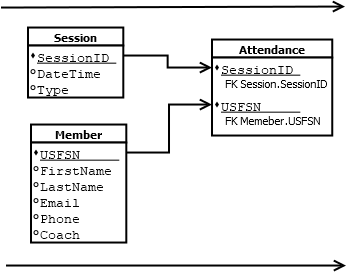 Session
SessionID
DateTime
Type
Attendance
SessionID
FK Session.SessionID
USFSN
FK Memeber.USFSN
Member
USFSN
FirstName
LastName
Email
Phone
Coach